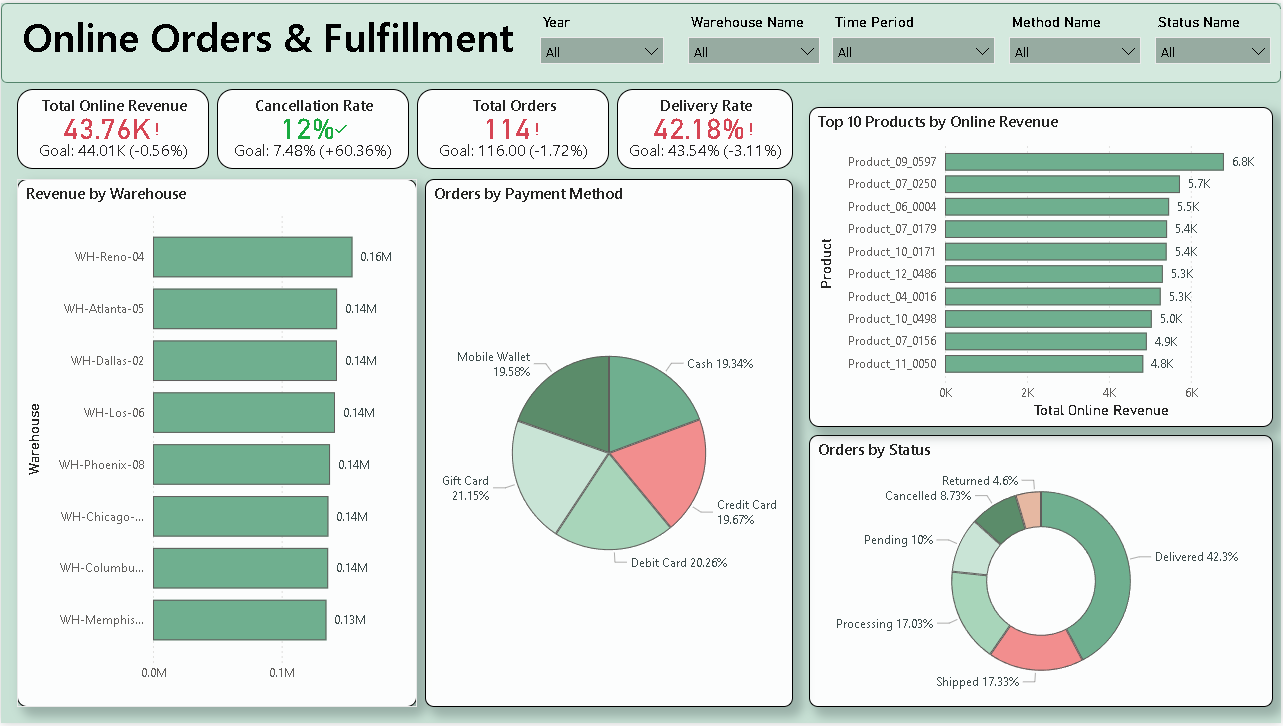 Online Orders & Fulfillment
Year
All
Warehouse Name
All
Time Period
All
Method Name
All
Status Name
All
Total Online Revenue
43.76K!
Goal: 44.01K (-0.56%)
Cancellation Rate
12%✓
Goal: 7.48% (+60.36%)
Total Orders
114!
Goal: 116.00 (-1.72%)
Delivery Rate
42.18%!
Goal: 43.54% (-3.11%)
Revenue by Warehouse
Warehouse
WH-Reno-04 0.16M
WH-Atlanta-05 0.14M
WH-Dallas-02 0.14M
WH-Los-06 0.14M
WH-Phoenix-08 0.14M
WH-Chicago-... 0.14M
WH-Columbu... 0.14M
WH-Memphis... 0.13M
0.0M 0.1M
Orders by Payment Method
Cash 19.34%
Credit Card
19.67%
Debit Card 20.26%
Gift Card
21.15%
Mobile Wallet
19.58%
Top 10 Products by Online Revenue
Product
Product_09_0597 6.8K
Product_07_0250 5.7K
Product_06_0004 5.5K
Product_07_0179 5.4K
Product_10_0171 5.4K
Product_12_0486 5.3K
Product_04_0016 5.3K
Product_10_0498 5.0K
Product_07_0156 4.9K
Product_11_0050 4.8K
0K 2K 4K 6K
Total Online Revenue
Orders by Status
Returned 4.6%
Cancelled 8.73%
Pending 10%
Processing 17.03%
Shipped 17.33%
Delivered 42.3%